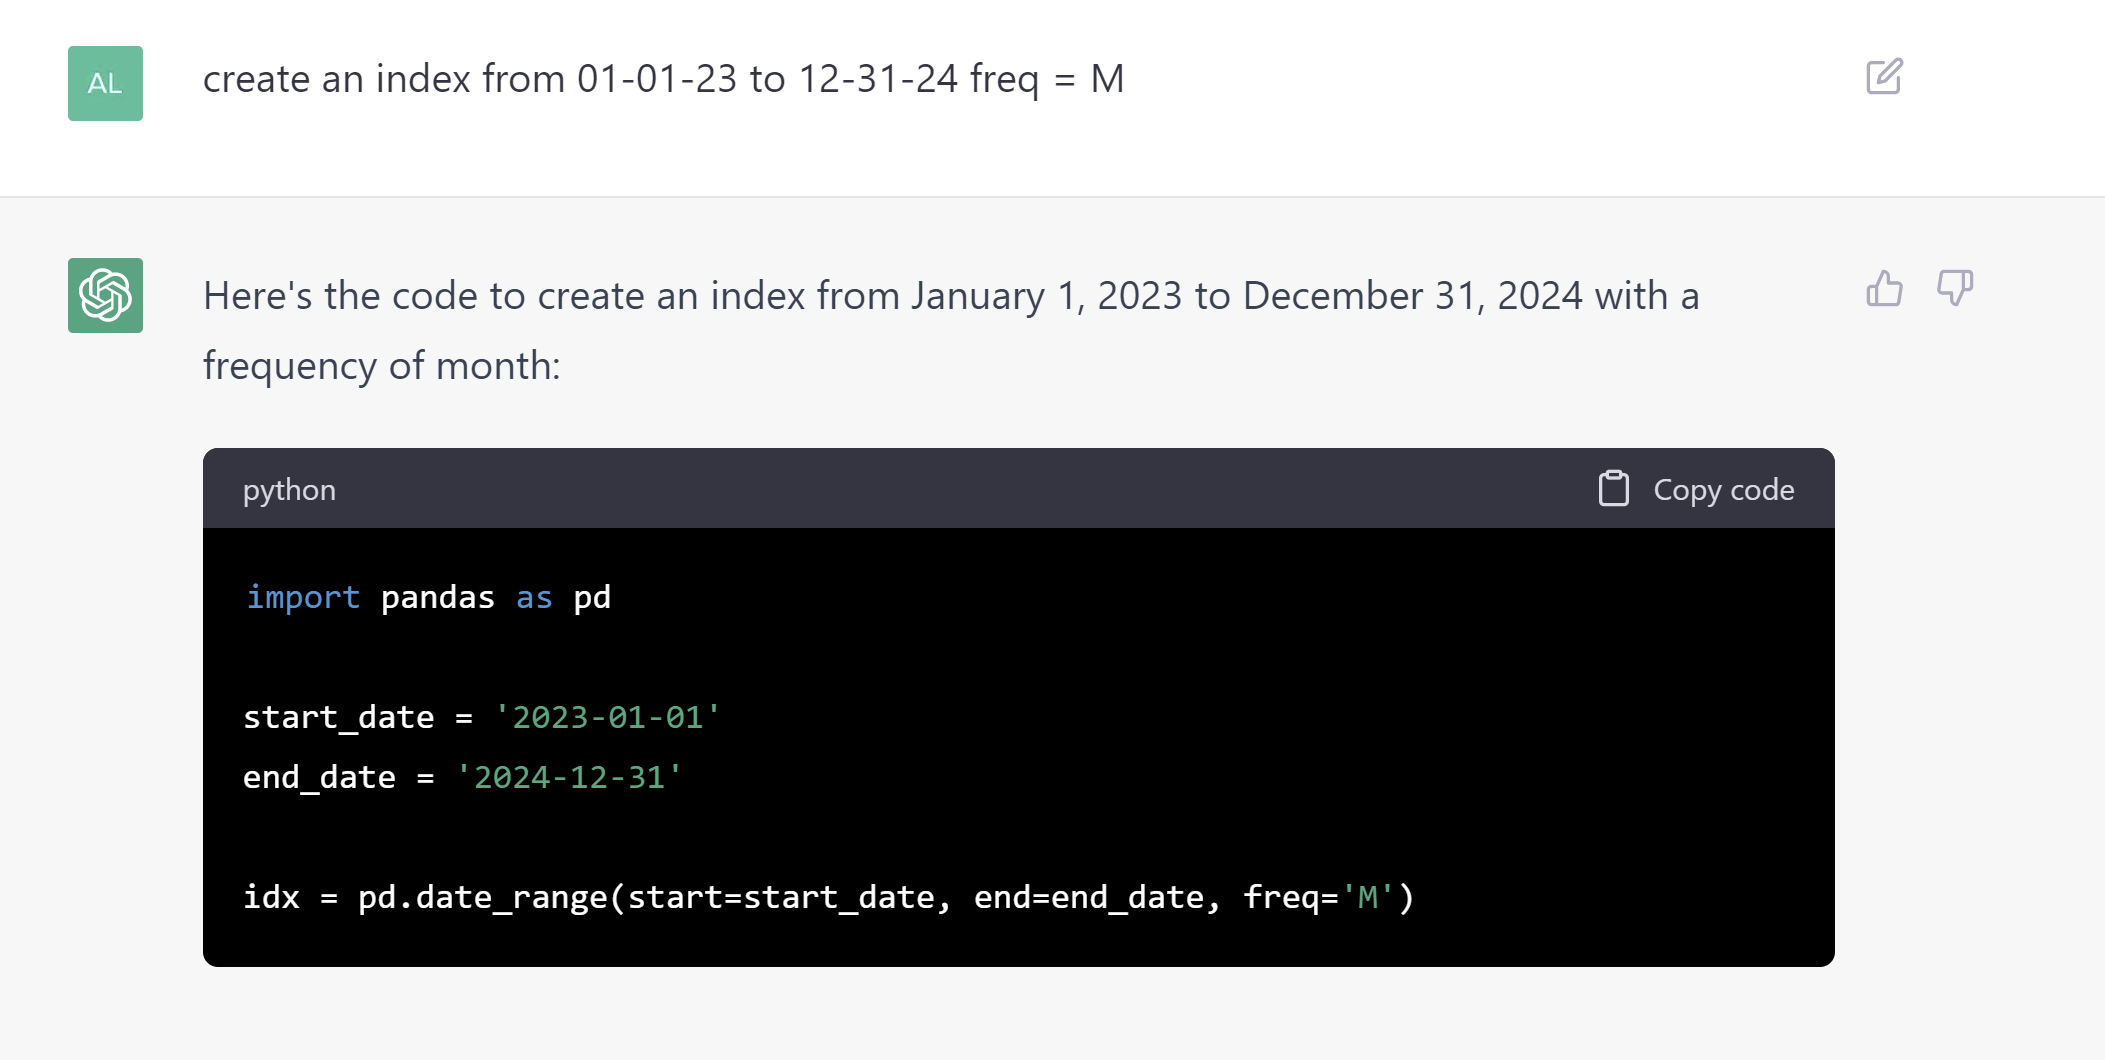 AL
create an index from 01-01-23 to 12-31-24 freq = M
Here's the code to create an index from January 1, 2023 to December 31, 2024 with a
frequency of month:
python
Copy code
import pandas as pd
start_date = '2023-01-01'
end_date = '2024-12-31'
idx = pd.date_range(start=start_date, end=end_date, freq='M')